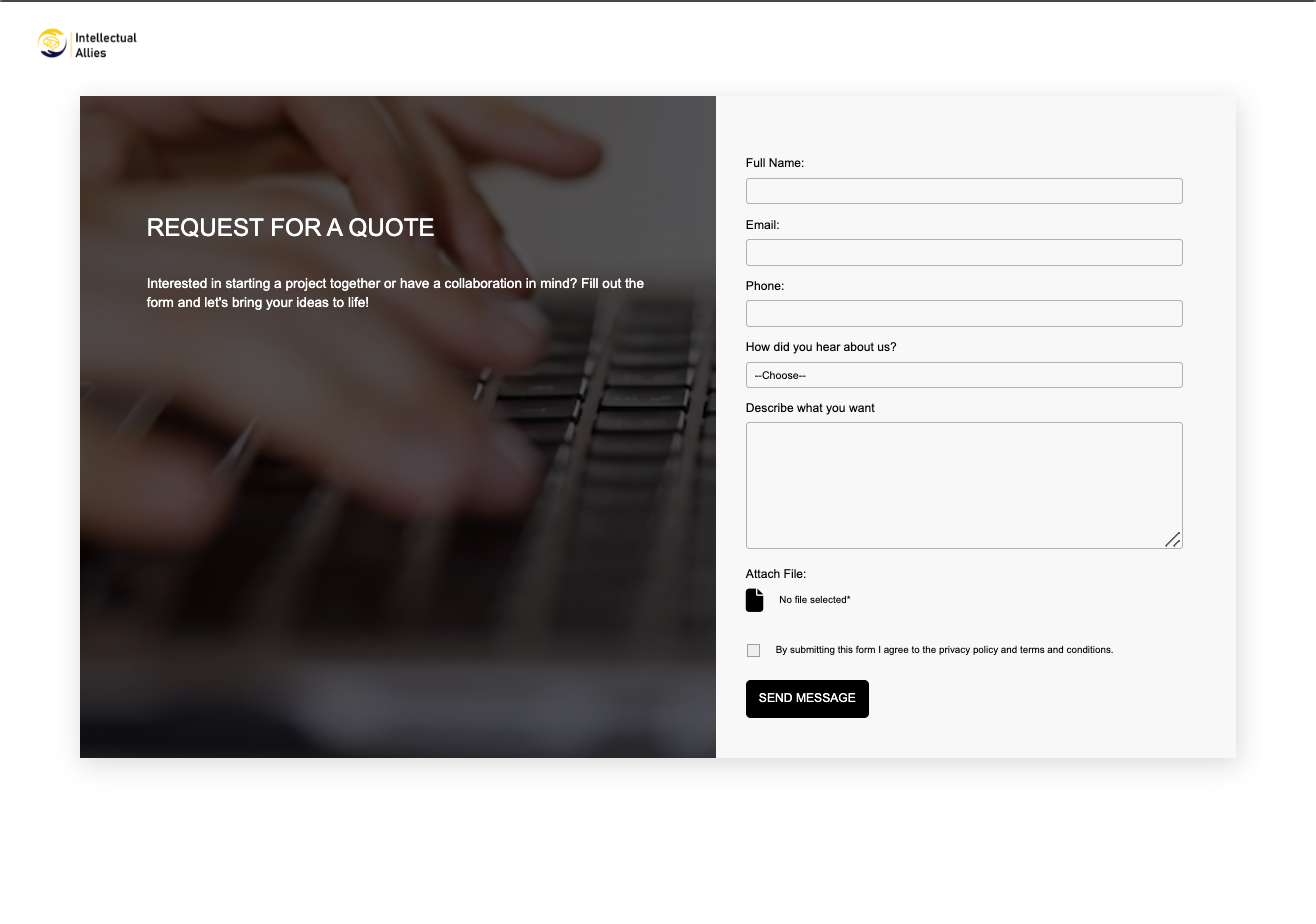 Intellectual
Allies
REQUEST FOR A QUOTE
Interested in starting a project together or have a collaboration in mind? Fill out the
form and let's bring your ideas to life!
Full Name:
Email:
Phone:
How did you hear about us?
--Choose--
Describe what you want
Attach File:
No file selected*
By submitting this form I agree to the privacy policy and terms and conditions.
SEND MESSAGE